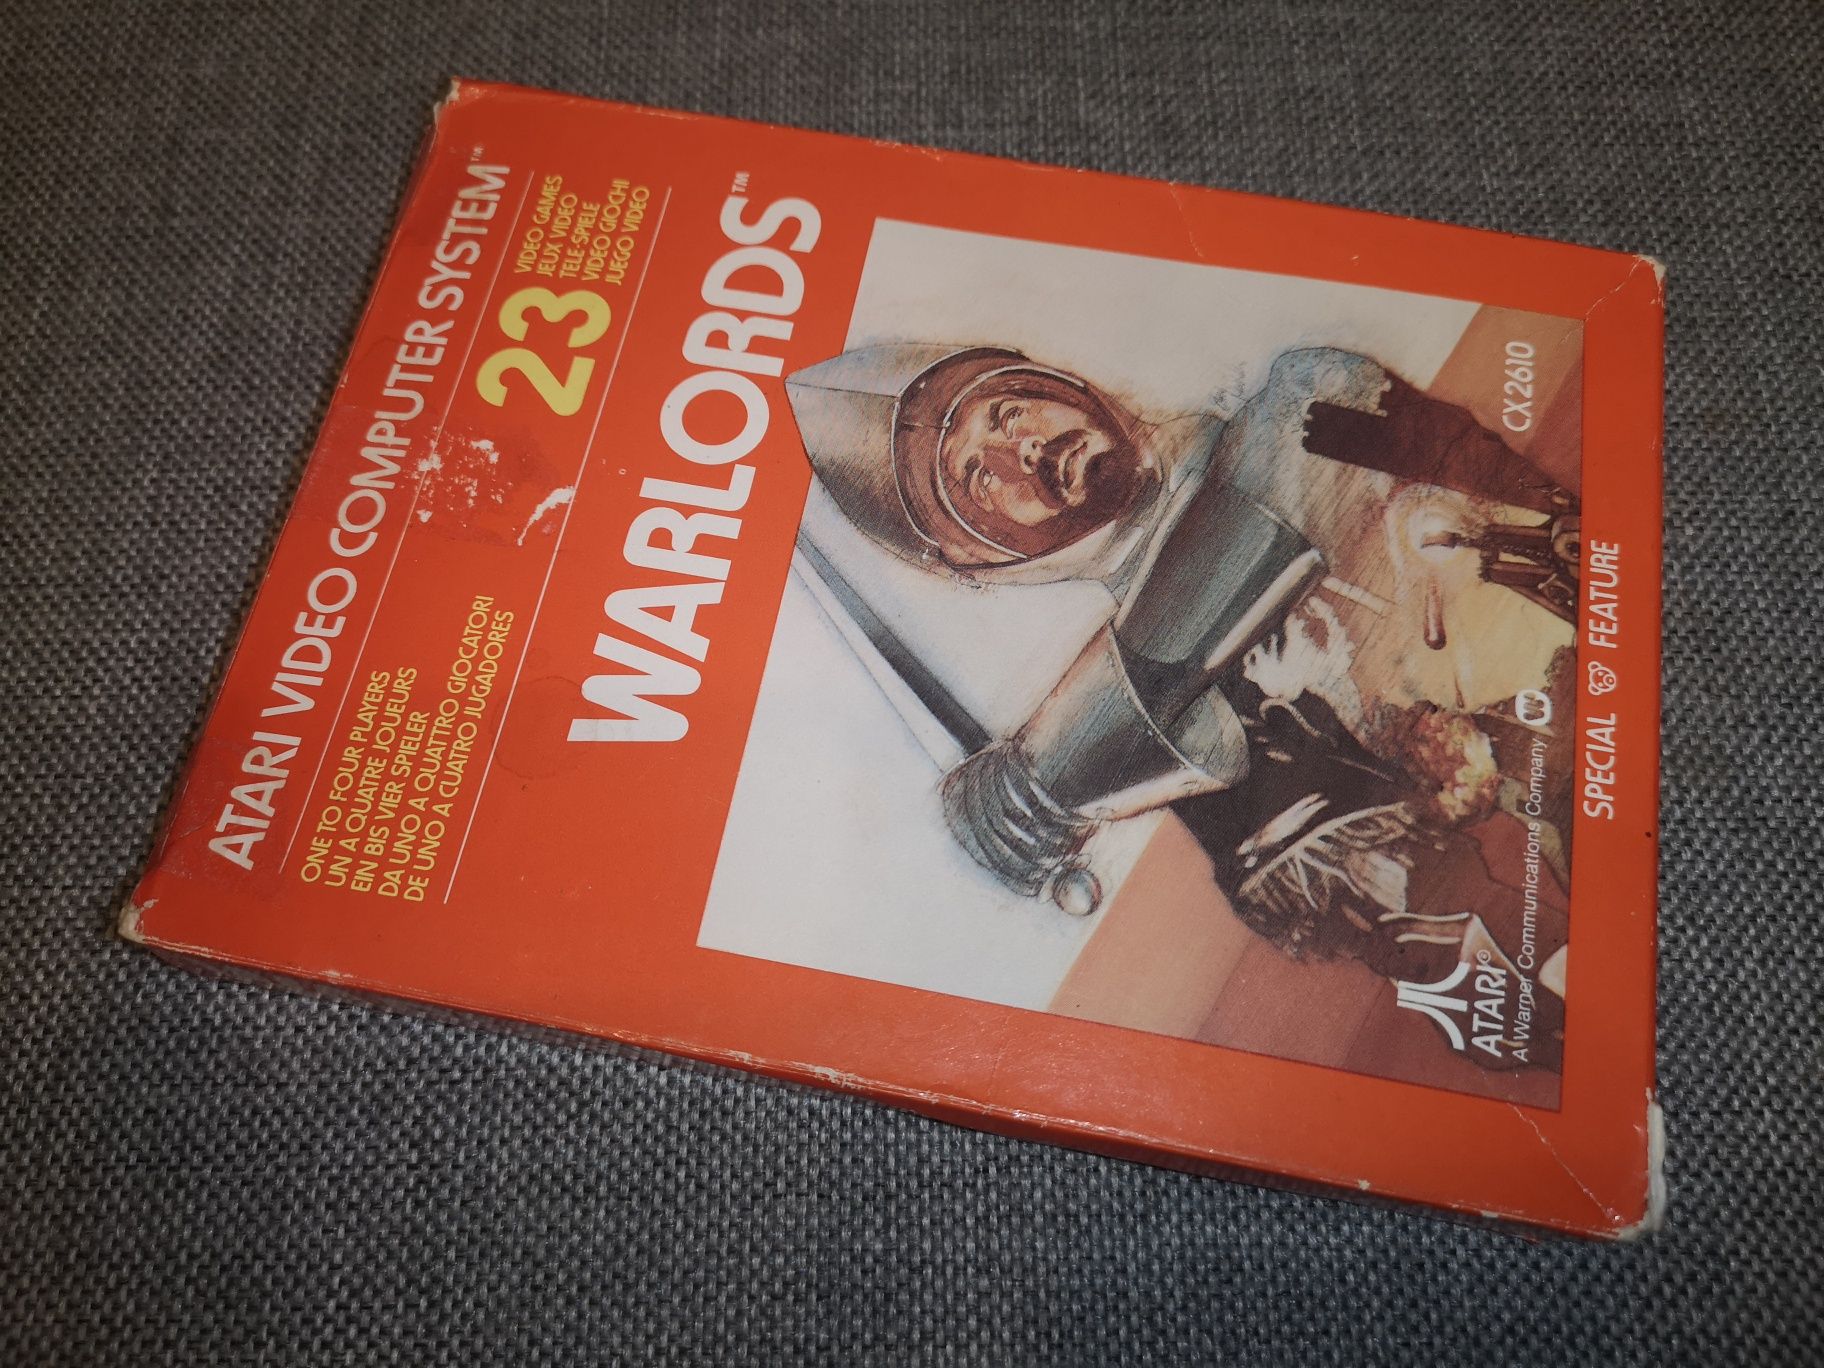 ATARI VIDEO COMPUTER SYSTEM™
ONE TO FOUR PLAYERS
UN A QUATRE JOUEURS
EIN BIS VIER SPIELER
DA UNO A QUATTRO GIOCATORI
DE UNO A CUATRO JUGADORES
23
VIDEO GAMES
JEUX VIDEO
TELE-SPIELE
VIDEO GIOCHI
JUEGO VIDEO
WARLORDS™
CX2610
ATARI®
A Warner Communications Company
SPECIAL FEATURE